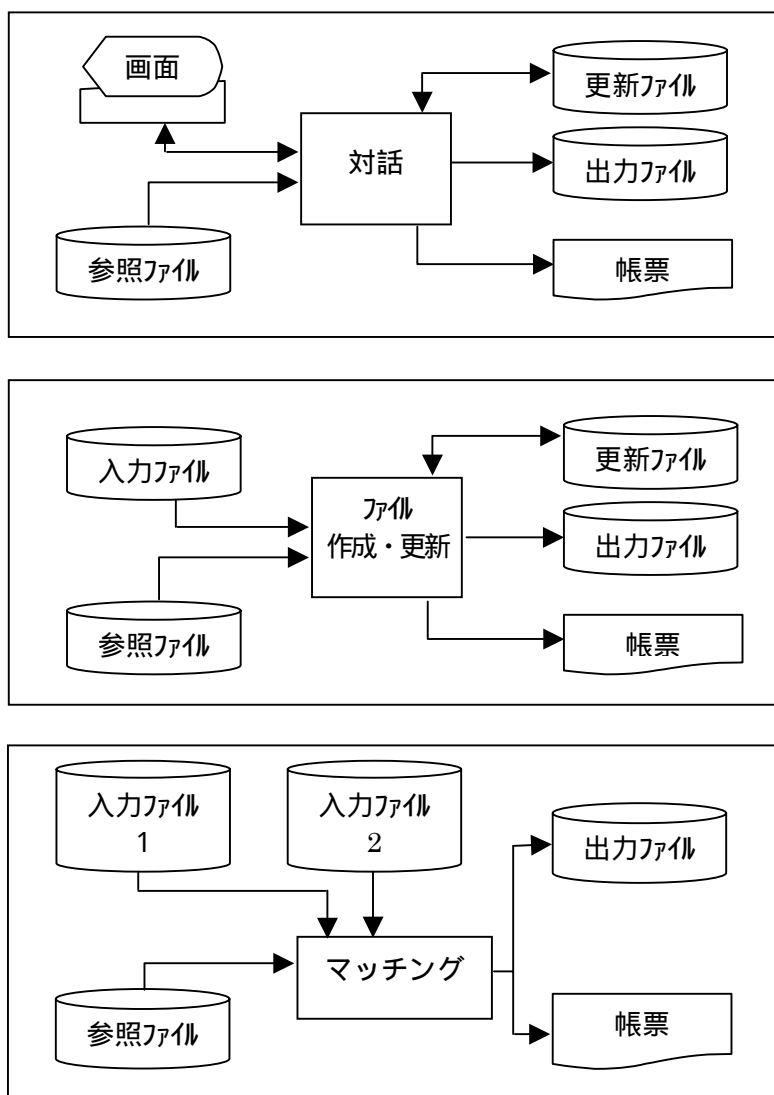 画面
更新ファイル
対話
出力ファイル
参照ファイル
帳票
入力ファイル
更新ファイル
ファイル
作成・更新
出力ファイル
参照ファイル
帳票
入力ファイル
1
入力ファイル
2
出力ファイル
マッチング
参照ファイル
帳票